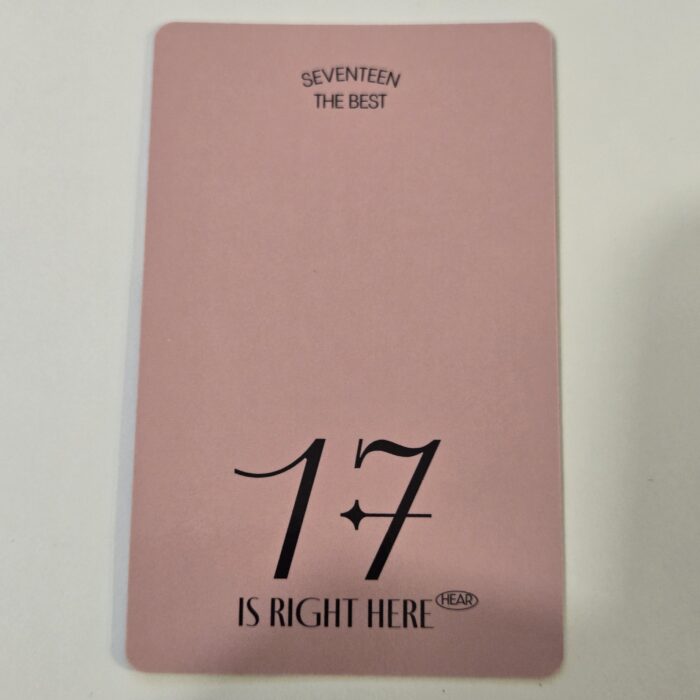 SEVENTEEN
THE BEST
17
IS RIGHT HERE HEAR